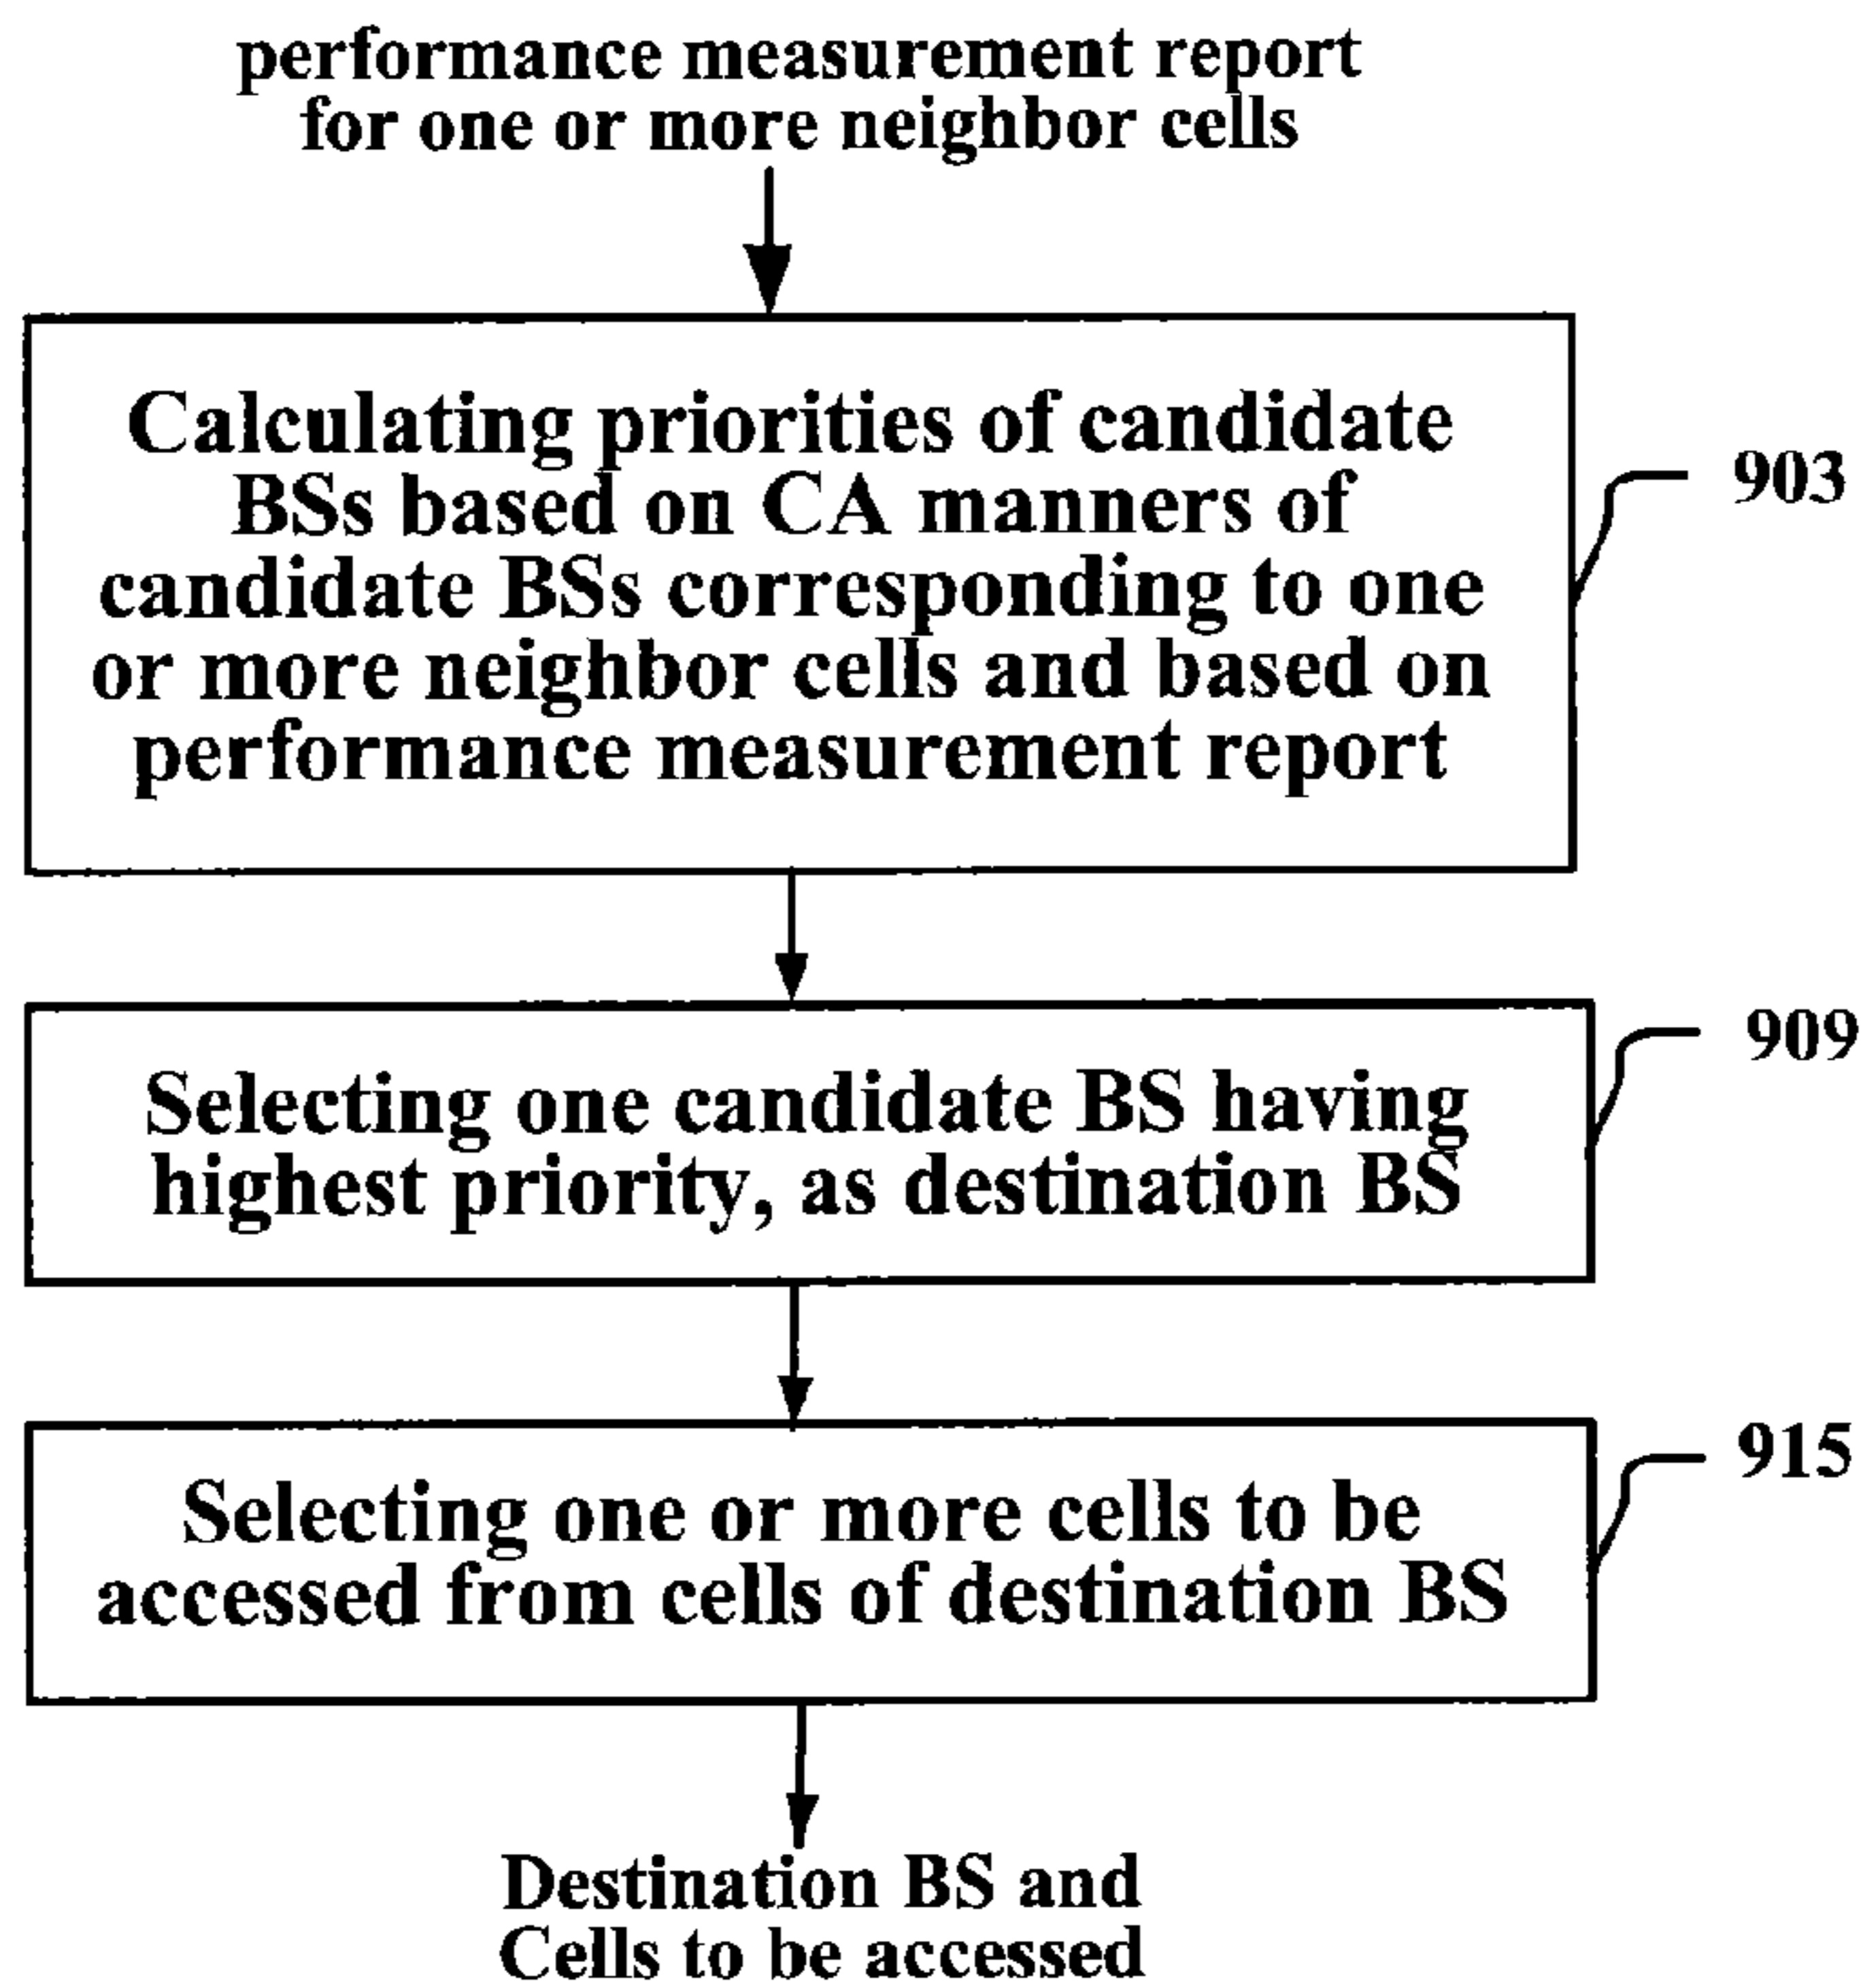 performance measurement report
for one or more neighbor cells
Calculating priorities of candidate
BSs based on CA manners of
candidate BSs corresponding to one
or more neighbor cells and based on
performance measurement report
903
Selecting one candidate BS having
highest priority, as destination BS
909
Selecting one or more cells to be
accessed from cells of destination BS
915
Destination BS and
Cells to be accessed